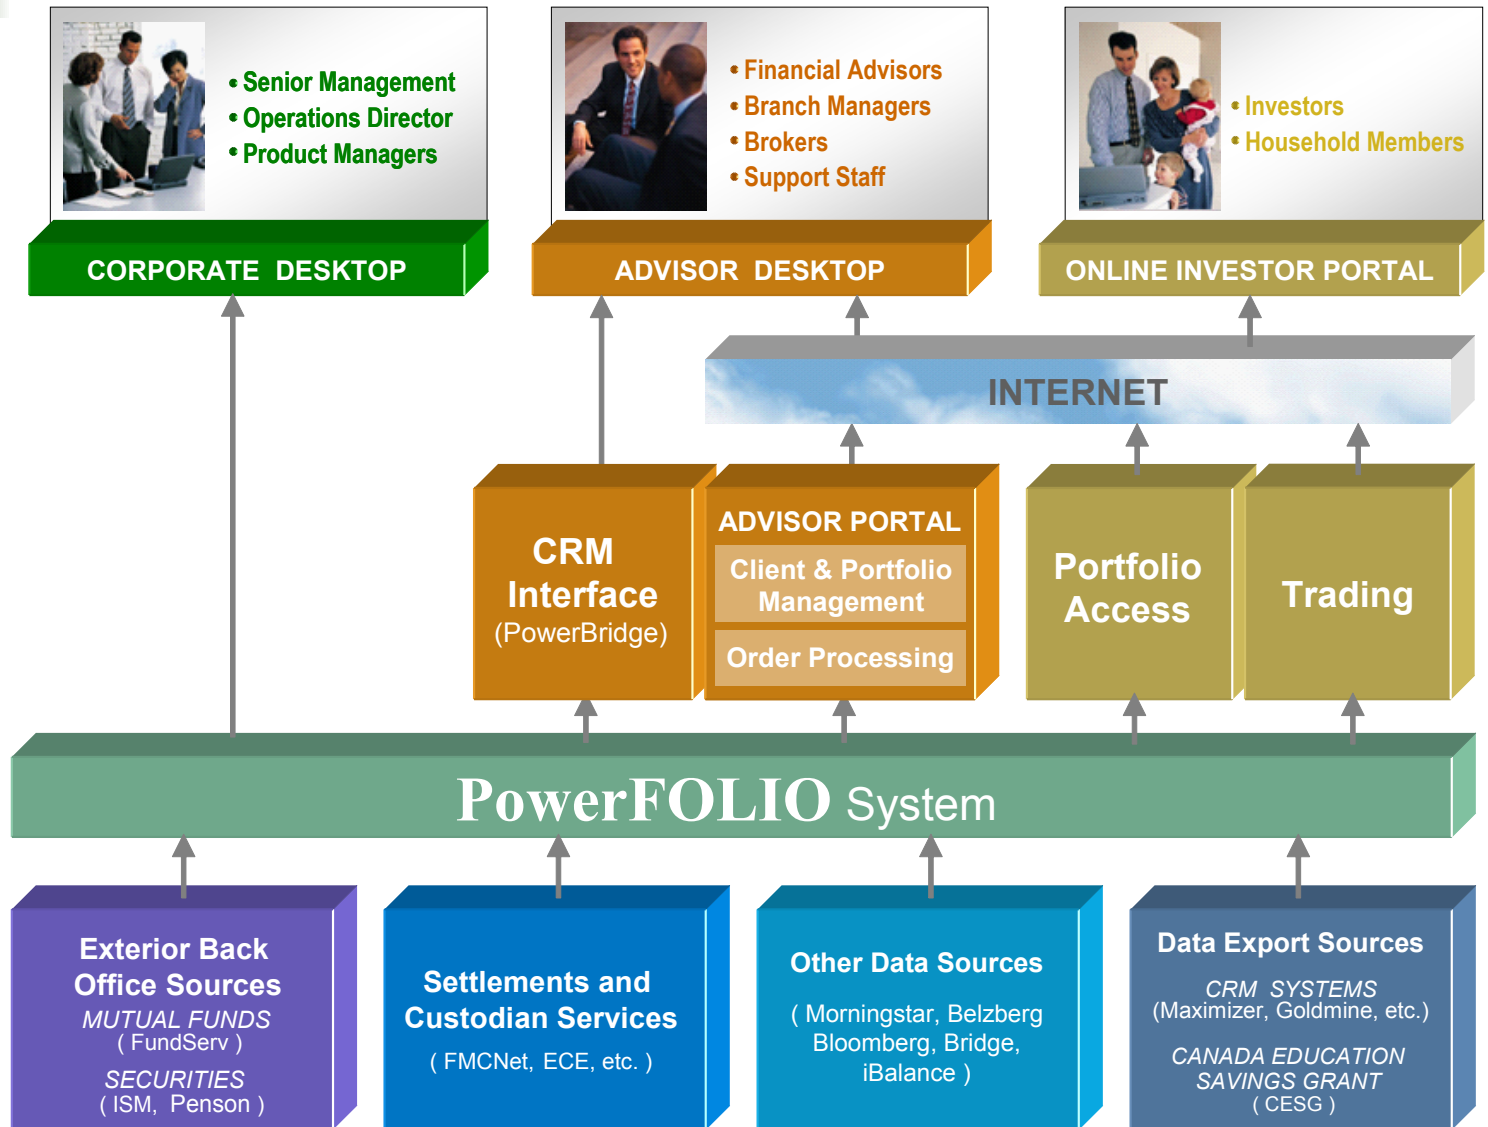 • Senior Management
• Operations Director
• Product Managers
CORPORATE DESKTOP
• Financial Advisors
• Branch Managers
• Brokers
• Support Staff
ADVISOR DESKTOP
• Investors
• Household Members
ONLINE INVESTOR PORTAL
INTERNET
CRM
Interface
(PowerBridge)
ADVISOR PORTAL
Client & Portfolio
Management
Order Processing
Portfolio
Access
Trading
PowerFOLIO System
Exterior Back
Office Sources
MUTUAL FUNDS
( FundServ )
SECURITIES
( ISM, Penson )
Settlements and
Custodian Services
( FMCNet, ECE, etc. )
Other Data Sources
( Morningstar, Belzberg
Bloomberg, Bridge,
iBalance )
Data Export Sources
CRM SYSTEMS
(Maximizer, Goldmine, etc.)
CANADA EDUCATION
SAVINGS GRANT
( CESG )